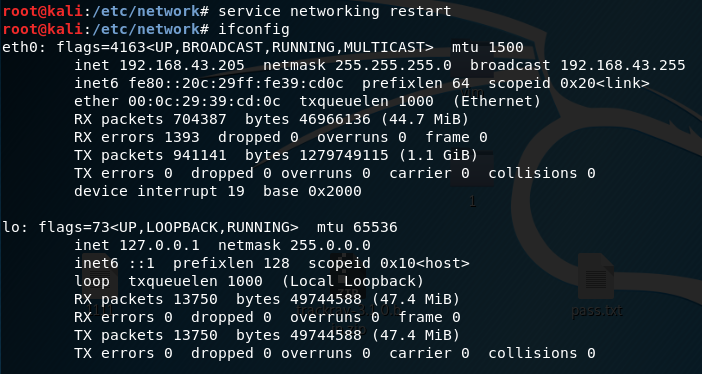 root@kali:/etc/network# service networking restart
root@kali:/etc/network# ifconfig
eth0: flags=4163<UP,BROADCAST,RUNNING,MULTICAST>  mtu 1500
        inet 192.168.43.205  netmask 255.255.255.0  broadcast 192.168.43.255
        inet6 fe80::20c:29ff:fe39:cd0c  prefixlen 64  scopeid 0x20<link>
        ether 00:0c:29:39:cd:0c  txqueuelen 1000  (Ethernet)
        RX packets 704387  bytes 46966136 (44.7 MiB)
        RX errors 1393  dropped 0  overruns 0  frame 0
        TX packets 941141  bytes 1279749115 (1.1 GiB)
        TX errors 0  dropped 0 overruns 0  carrier 0  collisions 0
        device interrupt 19  base 0x2000
1
lo: flags=73<UP,LOOPBACK,RUNNING>  mtu 65536
        inet 127.0.0.1  netmask 255.0.0.0
        inet6 ::1  prefixlen 128  scopeid 0x10<host>
        loop  txqueuelen 1000  (Local Loopback)
        RX packets 13750  bytes 49744588 (47.4 MiB)
        RX errors 0  dropped 0  overruns 0  frame 0
pass.txt
        TX packets 13750  bytes 49744588 (47.4 MiB)
        TX errors 0  dropped 0 overruns 0  carrier 0  collisions 0